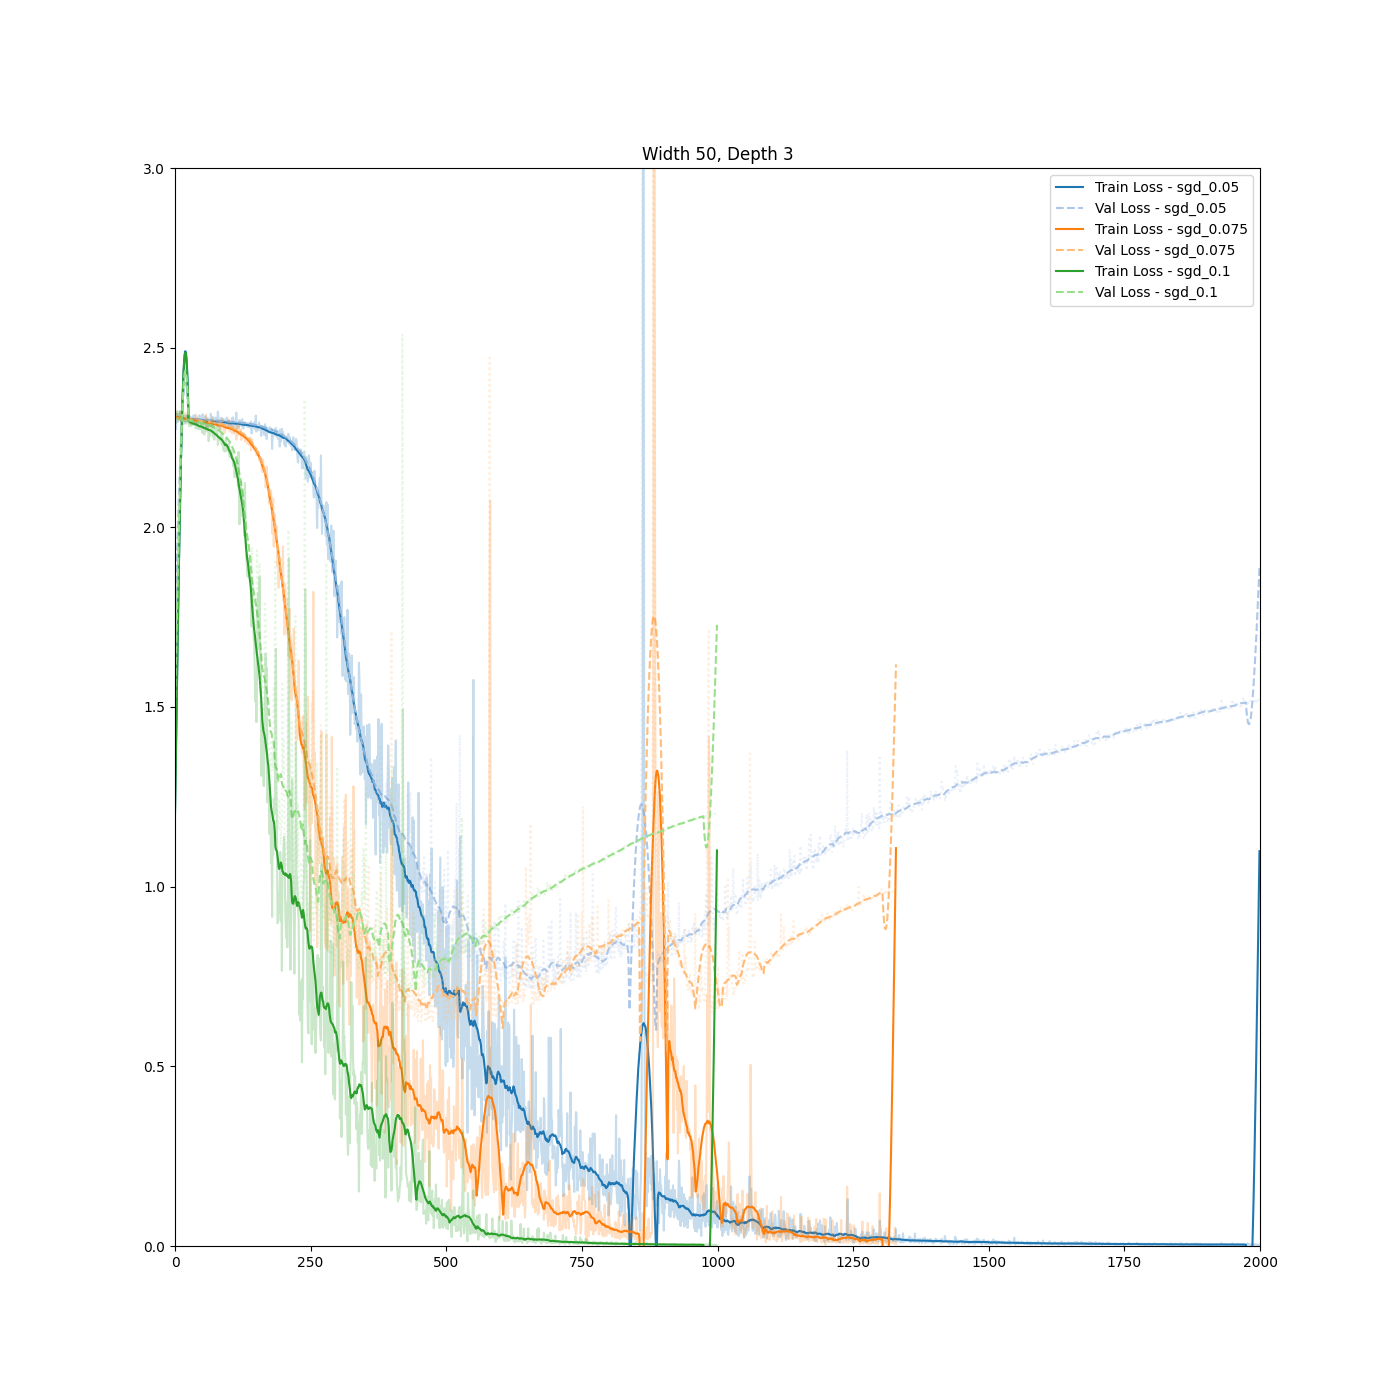 Width 50, Depth 3
3.0
2.5
2.0
1.5
1.0
0.5
0.0
0
250
500
750
1000
1250
1500
1750
2000
Train Loss - sgd_0.05
Val Loss - sgd_0.05
Train Loss - sgd_0.075
Val Loss - sgd_0.075
Train Loss - sgd_0.1
Val Loss - sgd_0.1